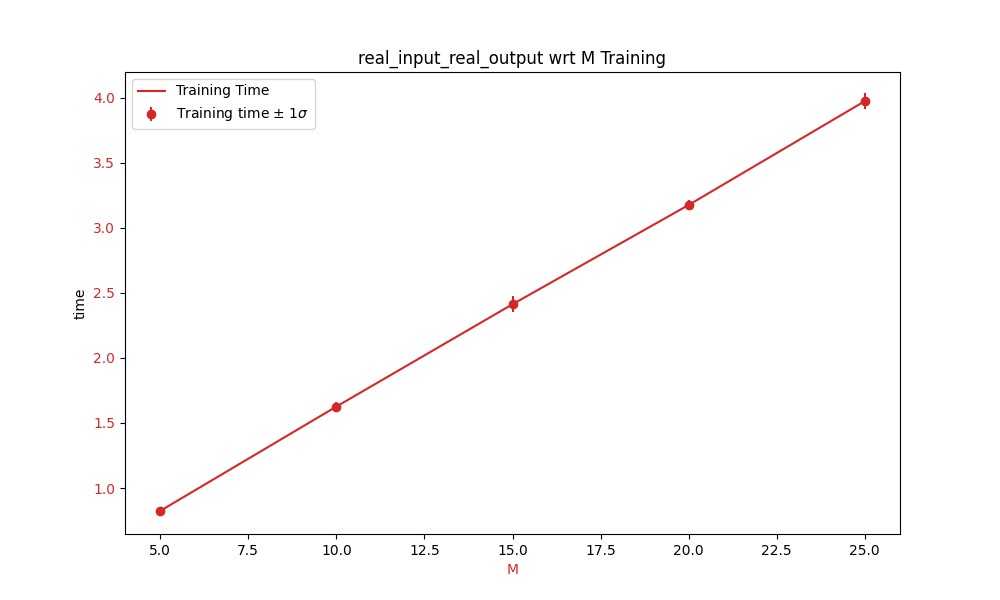 real_input_real_output wrt M Training
Training Time
Training time ± 1σ
4.0
3.5
3.0
2.5
2.0
1.5
1.0
time
5.0 7.5 10.0 12.5 15.0 17.5 20.0 22.5 25.0
M